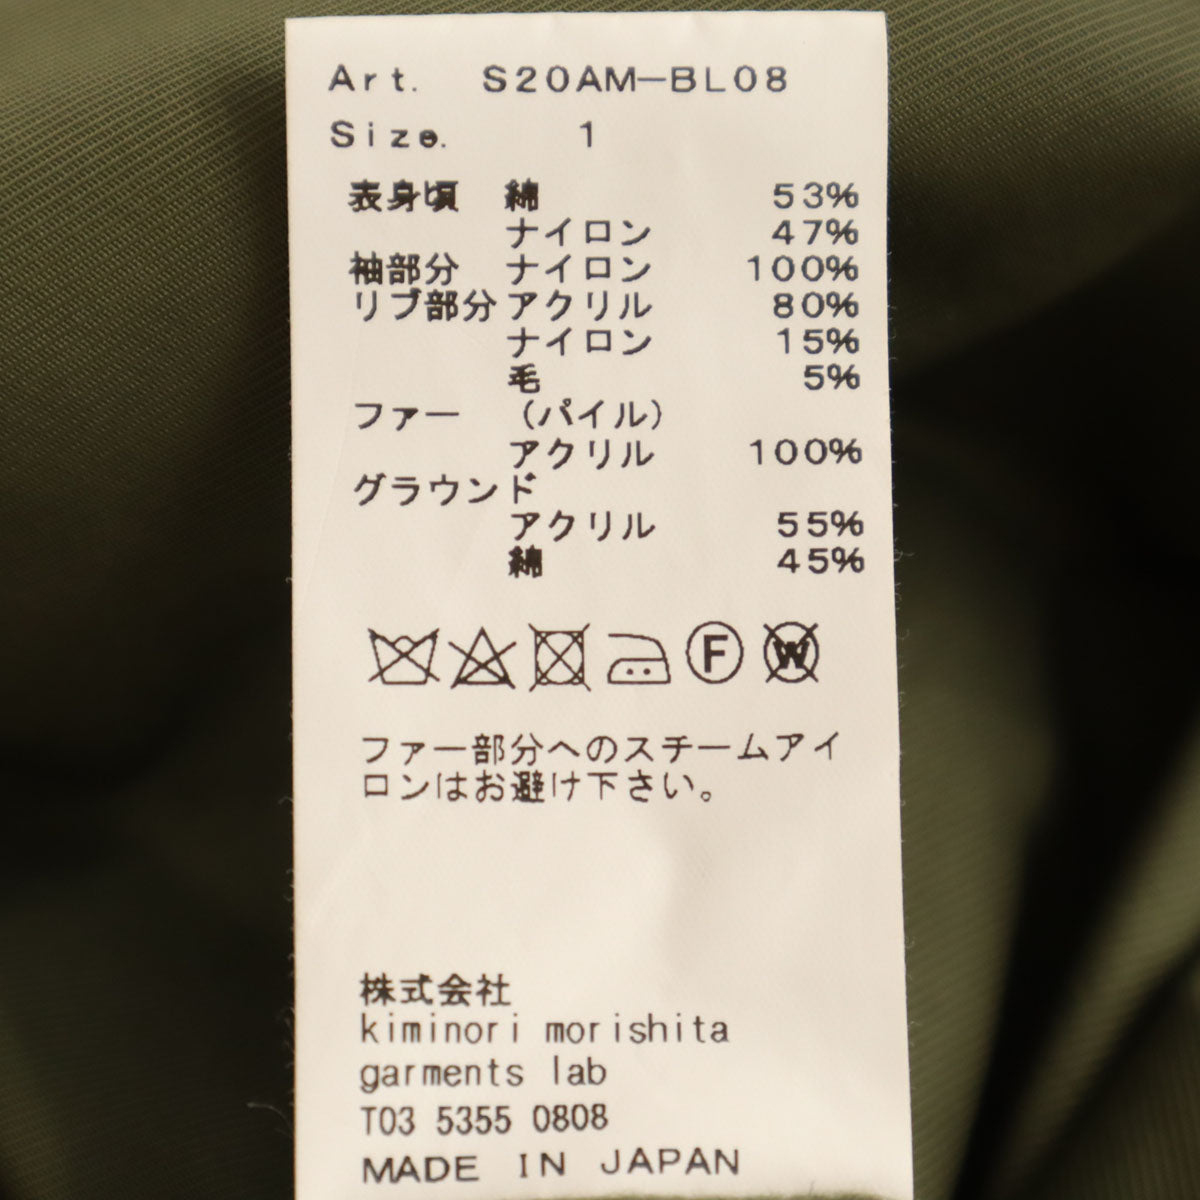 Art. S20AM-BL08
Size. 1
表身頃 綿 53%
ナイロン 47%
袖部分 ナイロン 100%
リブ部分 アクリル 80%
ナイロン 15%
毛 5%
ファー (パイル)
アクリル 100%
グラウンド
アクリル 55%
綿 45%
F W
ファー部分へのスチームアイ
ロンはお避け下さい。
株式会社
kiminori morishita
garments lab
T03 5355 0808
MADE IN JAPAN